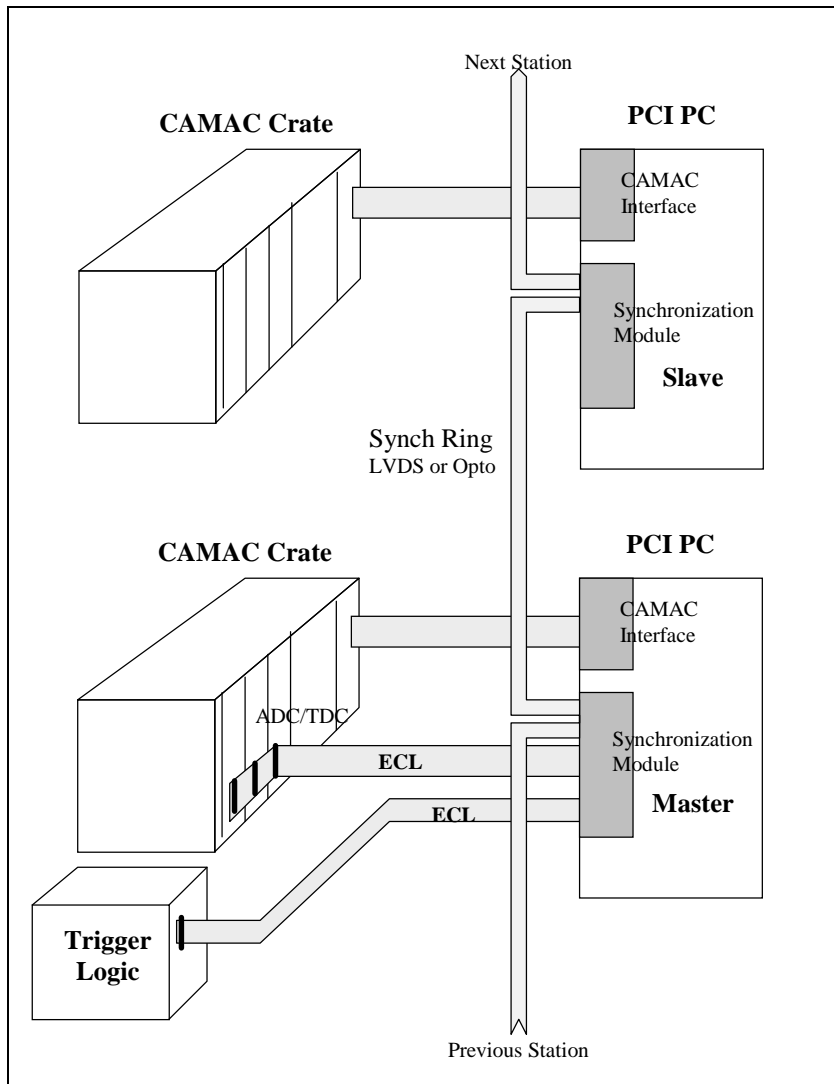 Next Station
CAMAC Crate
PCI PC
CAMAC
Interface
Synchronization
Module
Slave
Synch Ring
LVDS or Opto
CAMAC Crate
PCI PC
CAMAC
Interface
ADC/TDC
Synchronization
Module
ECL
Master
ECL
Trigger
Logic
Previous Station